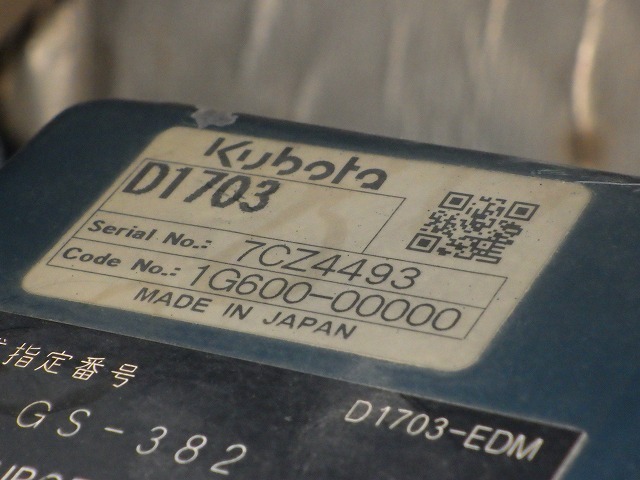 Kubota
D1703
Serial No.: 7CZ4493
Code No.: 1G600-00000
MADE IN JAPAN
指定番号
GS-382
D1703-EDM